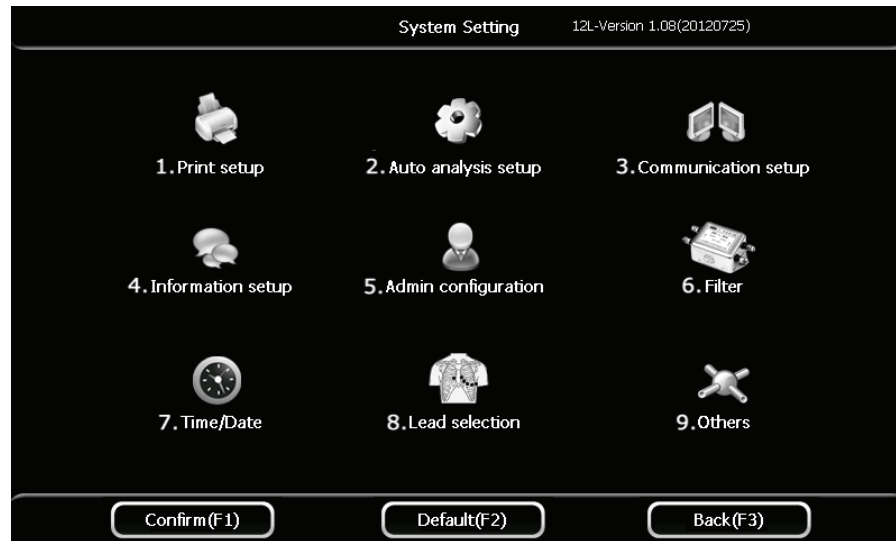 System Setting 12L-Version 1.08(20120725)
1.Print setup 2.Auto analysis setup 3.Communication setup
4.Information setup 5.Admin configuration 6.Filter
7.Time/Date 8.Lead selection 9.Others
Confirm(F1) Default(F2) Back(F3)